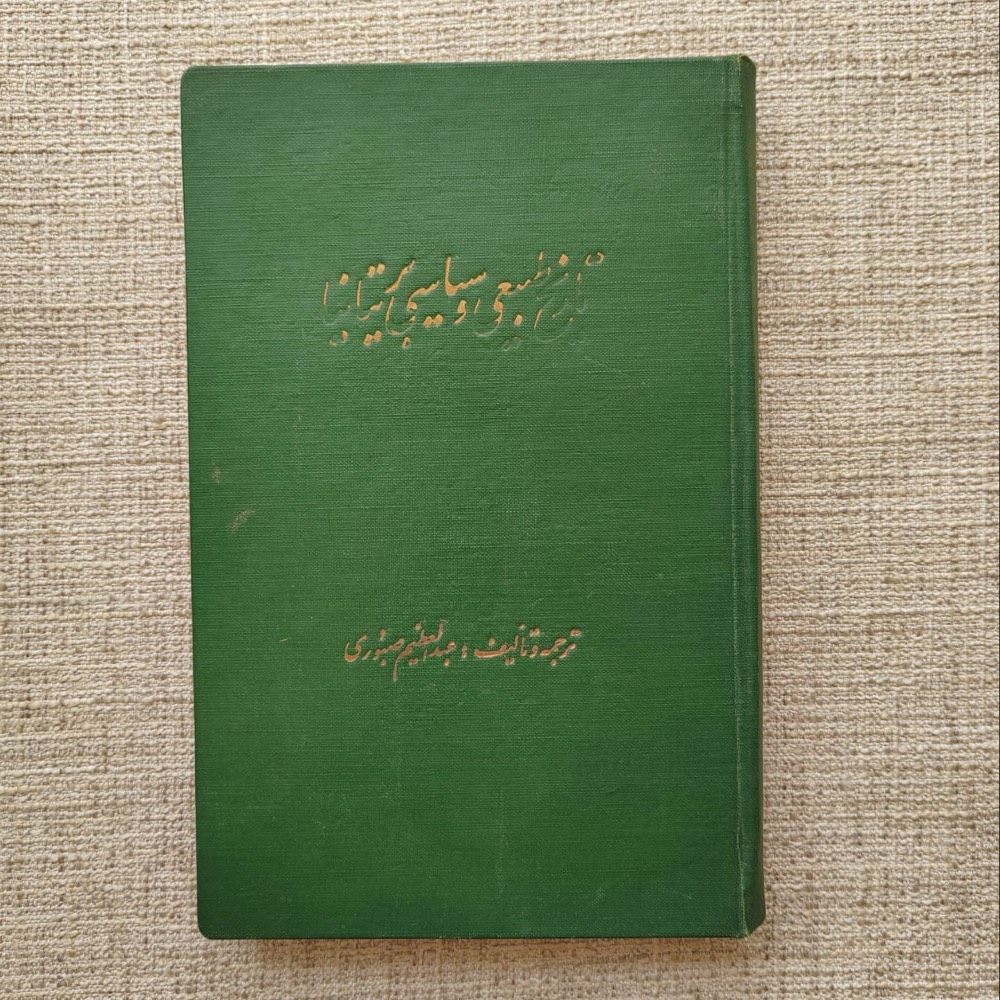 تاریخ طبیعی و سیاسی بریتانیا
ترجمه و تألیف : عبدالعظیم صبوری